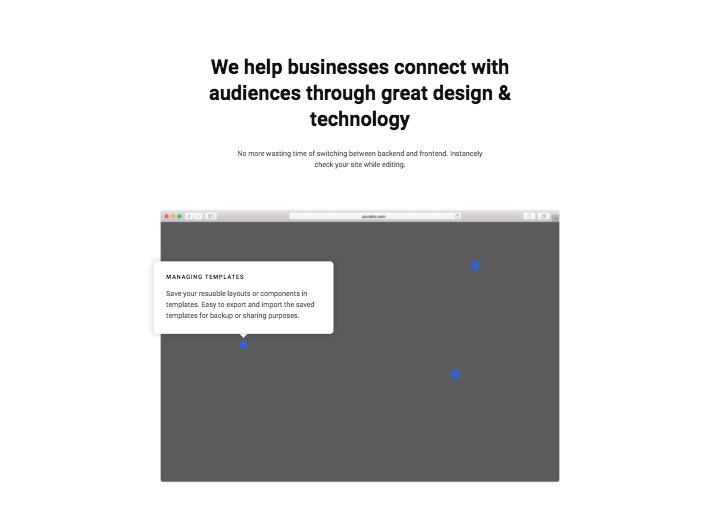 We help businesses connect with
audiences through great design &
technology
No more wasting time of switching between backend and frontend. Instancely
check your site while editing.
MANAGING TEMPLATES
Save your resuable layouts or components in
templates. Easy to export and import the saved
templates for backup or sharing purposes.